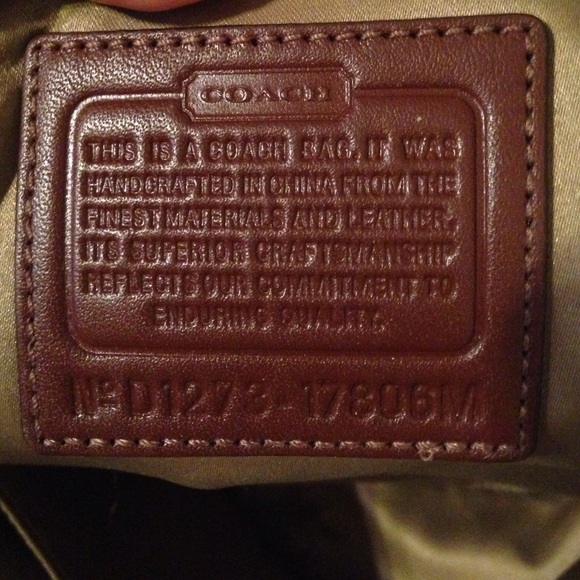 COACH
THIS IS A COACH BAG. IT WAS
HANDCRAFTED IN CHINA FROM THE
FINEST MATERIALS AND LEATHER.
ITS SUPERIOR CRAFTSMANSHIP
REFLECTS OUR COMMITMENT TO
ENDURING QUALITY.
Nº D1273-17806M